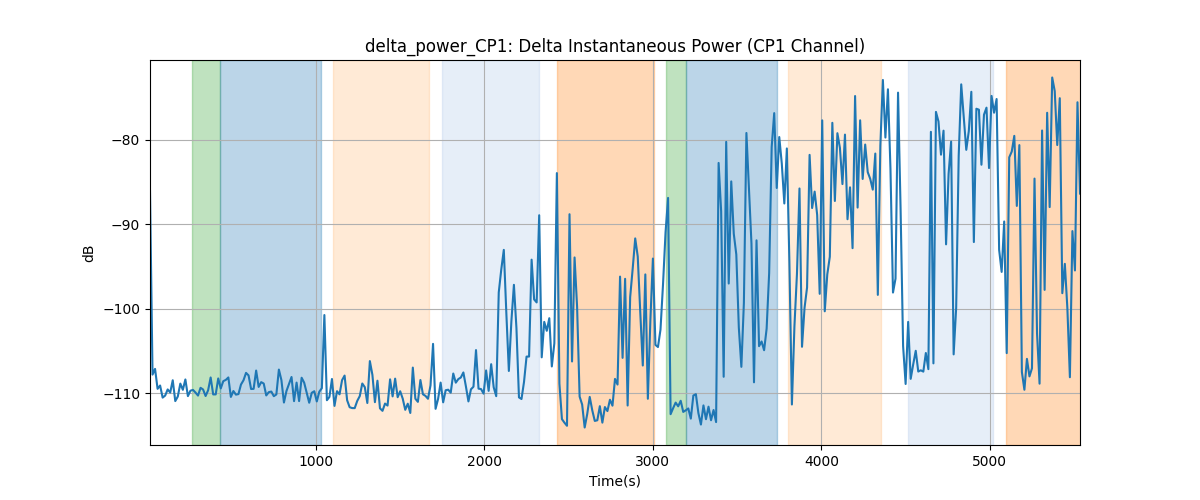 delta_power_CP1: Delta Instantaneous Power (CP1 Channel)
dB
−80
−90
−100
−110
1000 2000 3000 4000 5000
Time(s)